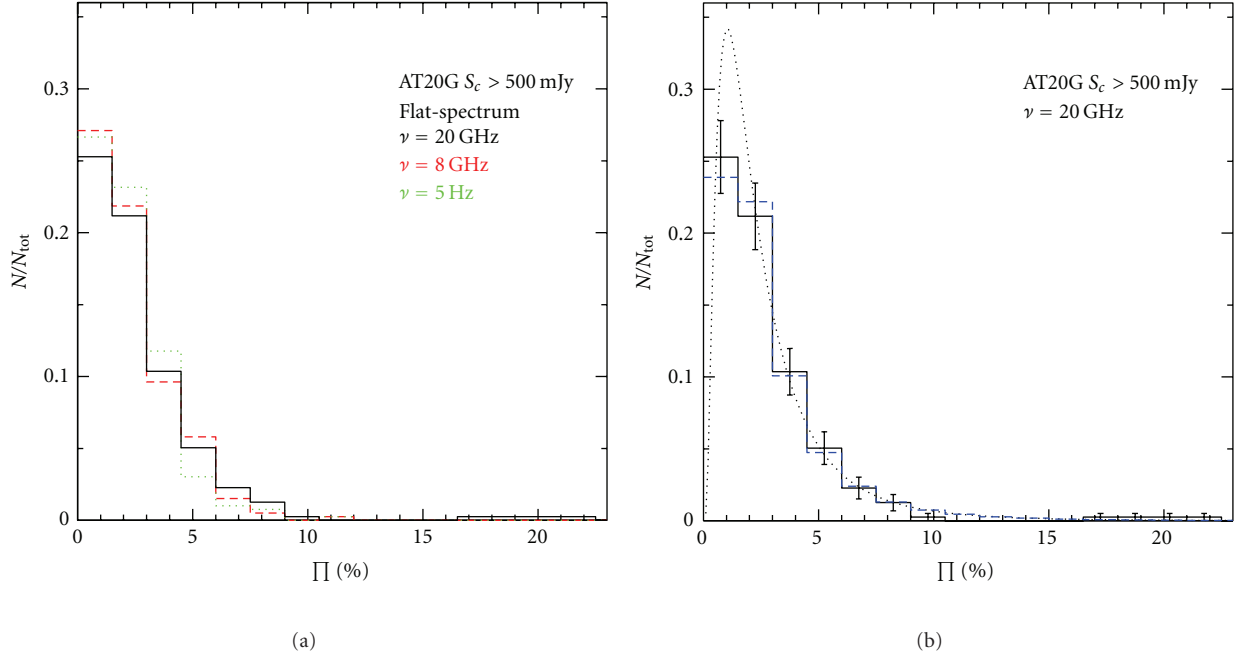 0.3
0.2
0.1
0
N/N_tot
0
5
10
15
20
∏ (%)
AT20G S_c > 500 mJy
Flat-spectrum
ν = 20 GHz
ν = 8 GHz
ν = 5 Hz
(a)
0.3
0.2
0.1
0
N/N_tot
0
5
10
15
20
∏ (%)
AT20G S_c > 500 mJy
ν = 20 GHz
(b)